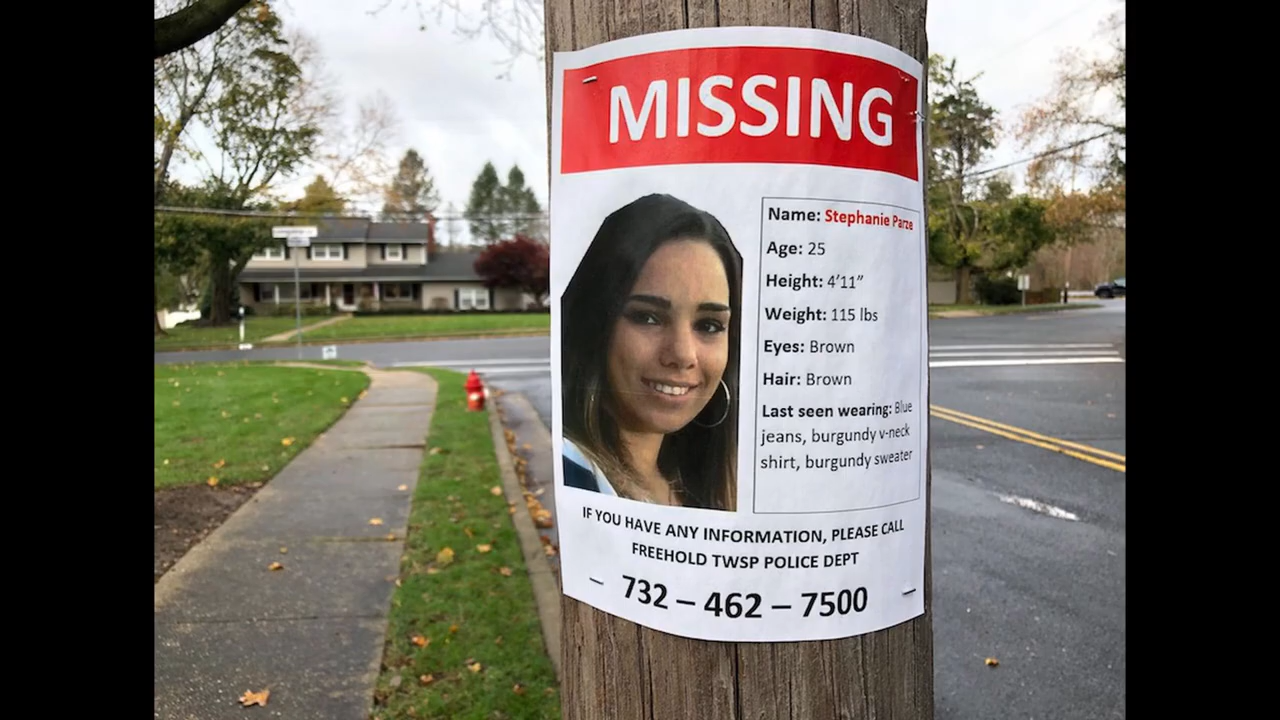 MISSING
Name: Stephanie Parze
Age: 25
Height: 4'11"
Weight: 115 lbs
Eyes: Brown
Hair: Brown
Last seen wearing: Blue
jeans, burgundy v-neck
shirt, burgundy sweater
IF YOU HAVE ANY INFORMATION, PLEASE CALL
FREEHOLD TWSP POLICE DEPT
732 – 462 – 7500